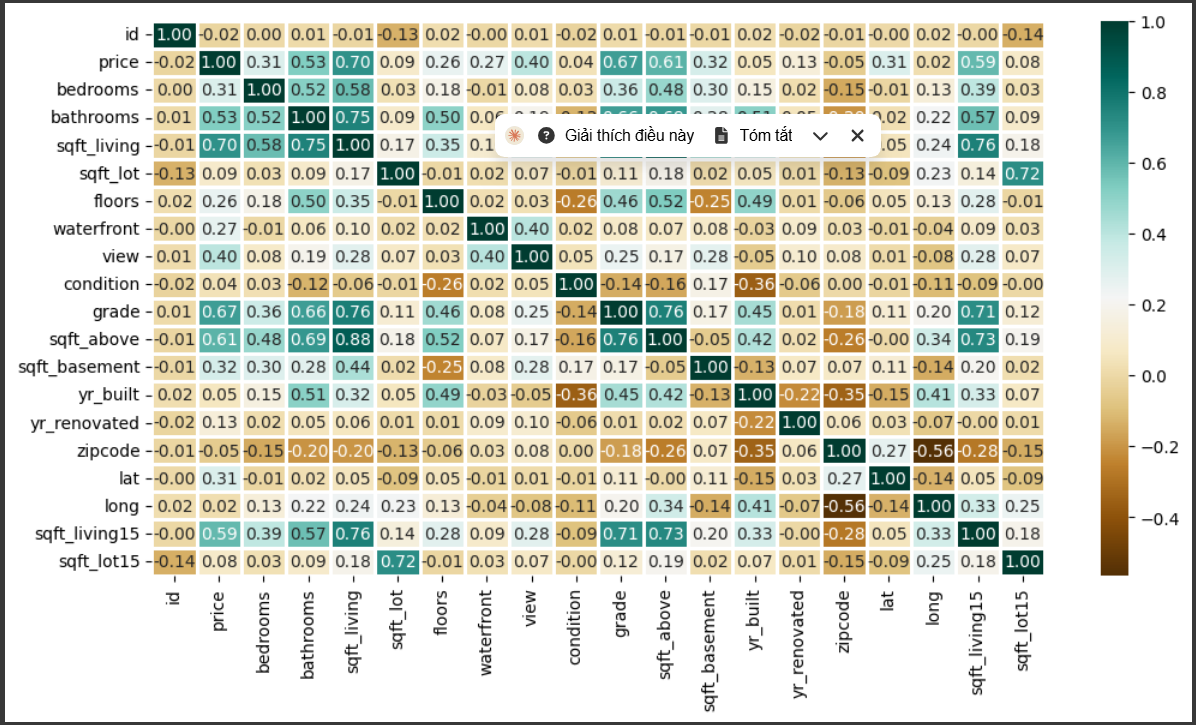 id 1.00 -0.02 0.00 0.01 -0.01 -0.13 0.02 -0.00 0.01 -0.02 0.01 -0.01 -0.01 0.02 -0.02 -0.01 -0.00 0.02 -0.00 -0.14
price -0.02 1.00 0.31 0.53 0.70 0.09 0.26 0.27 0.40 0.04 0.67 0.61 0.32 0.05 0.13 -0.05 0.31 0.02 0.59 0.08
bedrooms 0.00 0.31 1.00 0.52 0.58 0.03 0.18 -0.01 0.08 0.03 0.36 0.48 0.30 0.15 0.02 -0.15 -0.01 0.13 0.39 0.03
bathrooms 0.01 0.53 0.52 1.00 0.75 0.09 0.50 0.02 0.22 0.57 0.09
Giải thích điều này Tóm tắt
sqft_living -0.01 0.70 0.58 0.75 1.00 0.17 0.35 0.24 0.76 0.18
sqft_lot -0.13 0.09 0.03 0.09 0.17 1.00 -0.01 0.02 0.07 -0.01 0.11 0.18 0.02 0.05 0.01 -0.13 -0.09 0.23 0.14 0.72
floors 0.02 0.26 0.18 0.50 0.35 -0.01 1.00 0.02 0.03 -0.26 0.46 0.52 -0.25 0.49 0.01 -0.06 0.05 0.13 0.28 -0.01
waterfront -0.00 0.27 -0.01 0.06 0.10 0.02 0.02 1.00 0.40 0.02 0.08 0.07 0.08 -0.03 0.09 0.03 -0.01 -0.04 0.09 0.03
view 0.01 0.40 0.08 0.19 0.28 0.07 0.03 0.40 1.00 0.05 0.25 0.17 0.28 -0.05 0.10 0.08 0.01 -0.08 0.28 0.07
condition -0.02 0.04 0.03 -0.12 -0.06 -0.01 -0.26 0.02 0.05 1.00 -0.14 -0.16 0.17 -0.36 -0.06 0.00 -0.01 -0.11 -0.09 -0.00
grade 0.01 0.67 0.36 0.66 0.76 0.11 0.46 0.08 0.25 -0.14 1.00 0.76 0.17 0.45 0.01 -0.18 0.11 0.20 0.71 0.12
sqft_above -0.01 0.61 0.48 0.69 0.88 0.18 0.52 0.07 0.17 -0.16 0.76 1.00 -0.05 0.42 0.02 -0.26 -0.00 0.34 0.73 0.19
sqft_basement -0.01 0.32 0.30 0.28 0.44 0.02 -0.25 0.08 0.28 0.17 0.17 -0.05 1.00 -0.13 0.07 0.07 0.11 -0.14 0.20 0.02
yr_built 0.02 0.05 0.15 0.51 0.32 0.05 0.49 -0.03 -0.05 -0.36 0.45 0.42 -0.13 1.00 -0.22 -0.35 -0.15 0.41 0.33 0.07
yr_renovated -0.02 0.13 0.02 0.05 0.06 0.01 0.01 0.09 0.10 -0.06 0.01 0.02 0.07 -0.22 1.00 0.06 0.03 -0.07 -0.00 0.01
zipcode -0.01 -0.05 -0.15 -0.20 -0.20 -0.13 -0.06 0.03 0.08 0.00 -0.18 -0.26 0.07 -0.35 0.06 1.00 0.27 -0.56 -0.28 -0.15
lat -0.00 0.31 -0.01 0.02 0.05 -0.09 0.05 -0.01 0.01 -0.01 0.11 -0.00 0.11 -0.15 0.03 0.27 1.00 -0.14 0.05 -0.09
long 0.02 0.02 0.13 0.22 0.24 0.23 0.13 -0.04 -0.08 -0.11 0.20 0.34 -0.14 0.41 -0.07 -0.56 -0.14 1.00 0.33 0.25
sqft_living15 -0.00 0.59 0.39 0.57 0.76 0.14 0.28 0.09 0.28 -0.09 0.71 0.73 0.20 0.33 -0.00 -0.28 0.05 0.33 1.00 0.18
sqft_lot15 -0.14 0.08 0.03 0.09 0.18 0.72 -0.01 0.03 0.07 -0.00 0.12 0.19 0.02 0.07 0.01 -0.15 -0.09 0.25 0.18 1.00
id
price
bedrooms
bathrooms
sqft_living
sqft_lot
floors
waterfront
view
condition
grade
sqft_above
sqft_basement
yr_built
yr_renovated
zipcode
lat
long
sqft_living15
sqft_lot15
1.0
0.8
0.6
0.4
0.2
0.0
−0.2
−0.4